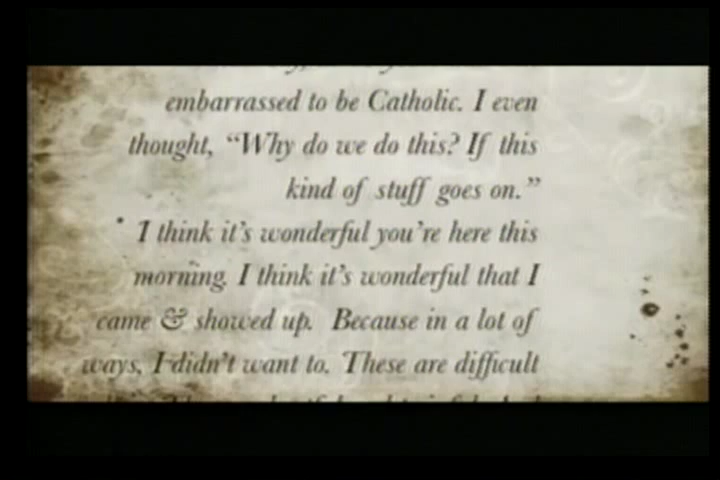 embarrassed to be Catholic. I even
thought, “Why do we do this? If this
kind of stuff goes on.”
I think it’s wonderful you’re here this
morning. I think it’s wonderful that I
came & showed up. Because in a lot of
ways, I didn’t want to. These are difficult